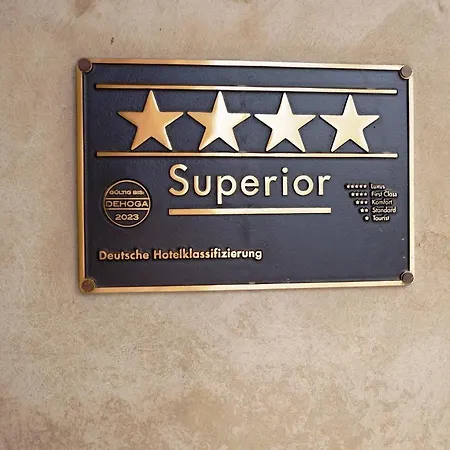 Superior
GÜLTIG BIS:
DEHOGA
2023
Luxus
First Class
Komfort
Standard
Tourist
Deutsche Hotelklassifizierung